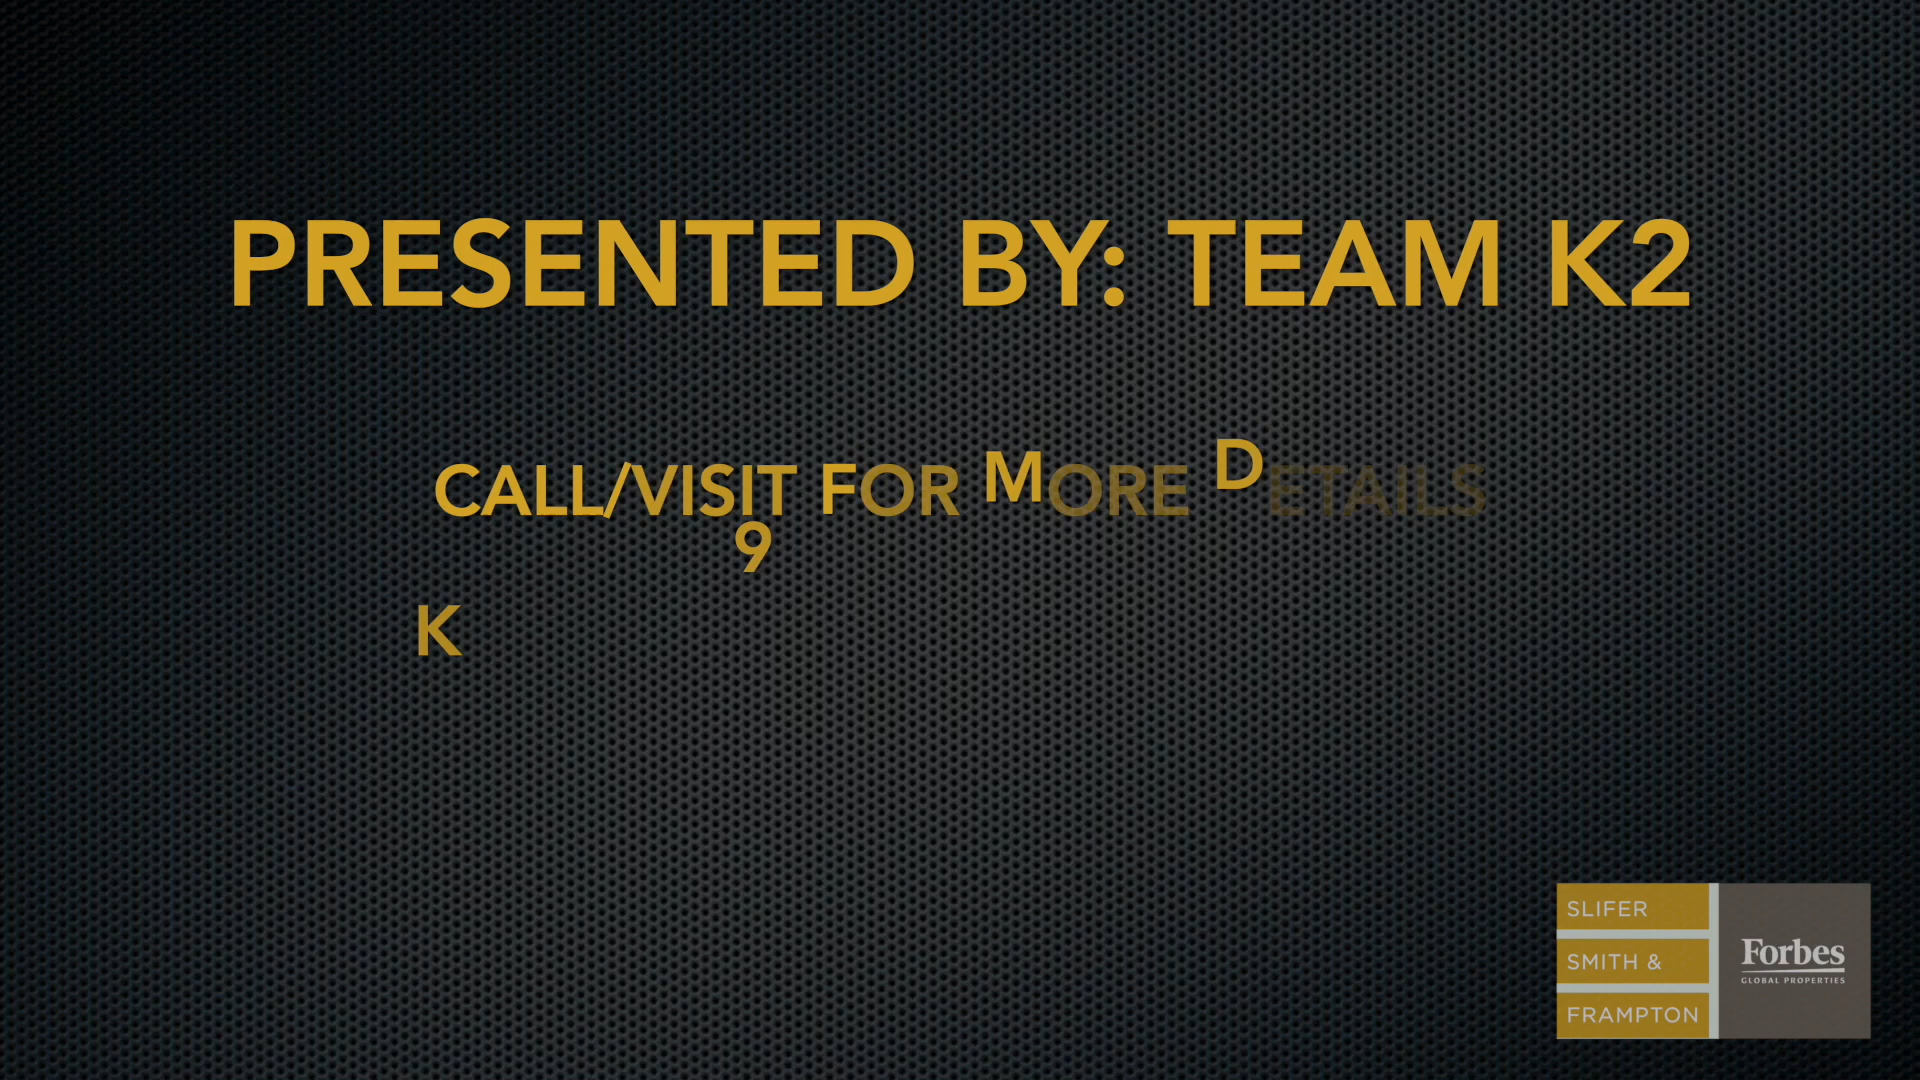 PRESENTED BY: TEAM K2
CALL/VISIT FOR MORE DETAILS
9
K
SLIFER
SMITH &
FRAMPTON
Forbes
GLOBAL PROPERTIES